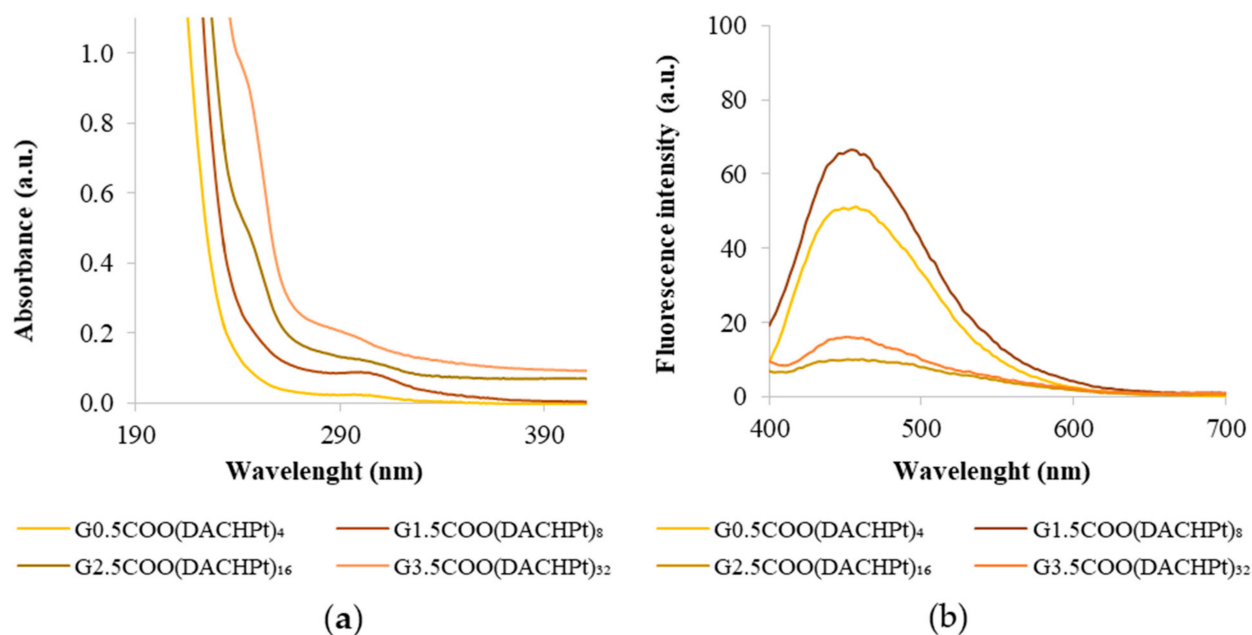 1.0
0.8
0.6
0.4
0.2
0.0
Absorbance (a.u.)
190
290
390
Wavelenght (nm)
G0.5COO(DACHPt)₄
G1.5COO(DACHPt)₈
G2.5COO(DACHPt)₁₆
G3.5COO(DACHPt)₃₂
(a)
100
80
60
40
20
0
Fluorescence intensity (a.u.)
400
500
600
700
Wavelenght (nm)
G0.5COO(DACHPt)₄
G1.5COO(DACHPt)₈
G2.5COO(DACHPt)₁₆
G3.5COO(DACHPt)₃₂
(b)